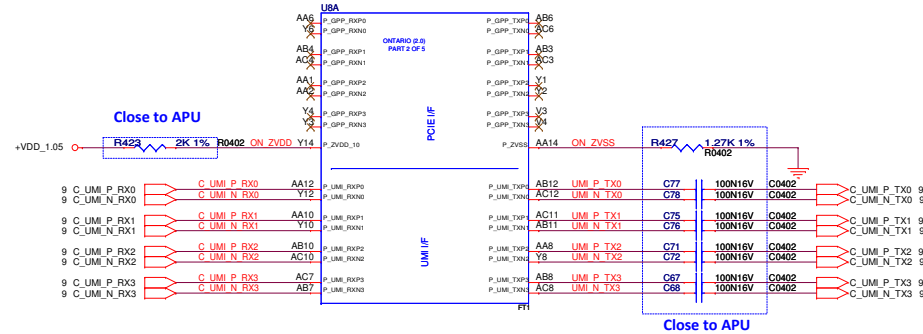 U8A
ONTARIO (2.0)
PART 2 OF 5
AA6 P_GPP_RXP0 P_GPP_TXP0 AB6
Y6 P_GPP_RXN0 P_GPP_TXN0 AC6
AB4 P_GPP_RXP1 P_GPP_TXP1 AB3
AC4 P_GPP_RXN1 P_GPP_TXN1 AC3
AA1 P_GPP_RXP2 P_GPP_TXP2 Y1
AA2 P_GPP_RXN2 P_GPP_TXN2 Y2
Y4 P_GPP_RXP3 P_GPP_TXP3 V3
Y3 P_GPP_RXN3 P_GPP_TXN3 V4
PCIE I/F
Close to APU
+VDD_1.05 R423 2K 1% R0402 ON_ZVDD Y14 P_ZVDD_10 P_ZVSS AA14 ON_ZVSS R427 1.27K 1%
R0402
9 C_UMI_P_RX0 C_UMI_P_RX0 AA12 P_UMI_RXP0 P_UMI_TXP0 AB12 UMI_P_TX0 C77 100N16V C0402 C_UMI_P_TX0 9
9 C_UMI_N_RX0 C_UMI_N_RX0 Y12 P_UMI_RXN0 P_UMI_TXN0 AC12 UMI_N_TX0 C78 100N16V C0402 C_UMI_N_TX0 9
9 C_UMI_P_RX1 C_UMI_P_RX1 AA10 P_UMI_RXP1 P_UMI_TXP1 AC11 UMI_P_TX1 C75 100N16V C0402 C_UMI_P_TX1 9
9 C_UMI_N_RX1 C_UMI_N_RX1 Y10 P_UMI_RXN1 P_UMI_TXN1 AB11 UMI_N_TX1 C76 100N16V C0402 C_UMI_N_TX1 9
9 C_UMI_P_RX2 C_UMI_P_RX2 AB10 P_UMI_RXP2 P_UMI_TXP2 AA8 UMI_P_TX2 C71 100N16V C0402 C_UMI_P_TX2 9
9 C_UMI_N_RX2 C_UMI_N_RX2 AC10 P_UMI_RXN2 P_UMI_TXN2 Y8 UMI_N_TX2 C72 100N16V C0402 C_UMI_N_TX2 9
9 C_UMI_P_RX3 C_UMI_P_RX3 AC7 P_UMI_RXP3 P_UMI_TXP3 AB8 UMI_P_TX3 C67 100N16V C0402 C_UMI_P_TX3 9
9 C_UMI_N_RX3 C_UMI_N_RX3 AB7 P_UMI_RXN3 P_UMI_TXN3 AC8 UMI_N_TX3 C68 100N16V C0402 C_UMI_N_TX3 9
UMI I/F
FT1
Close to APU